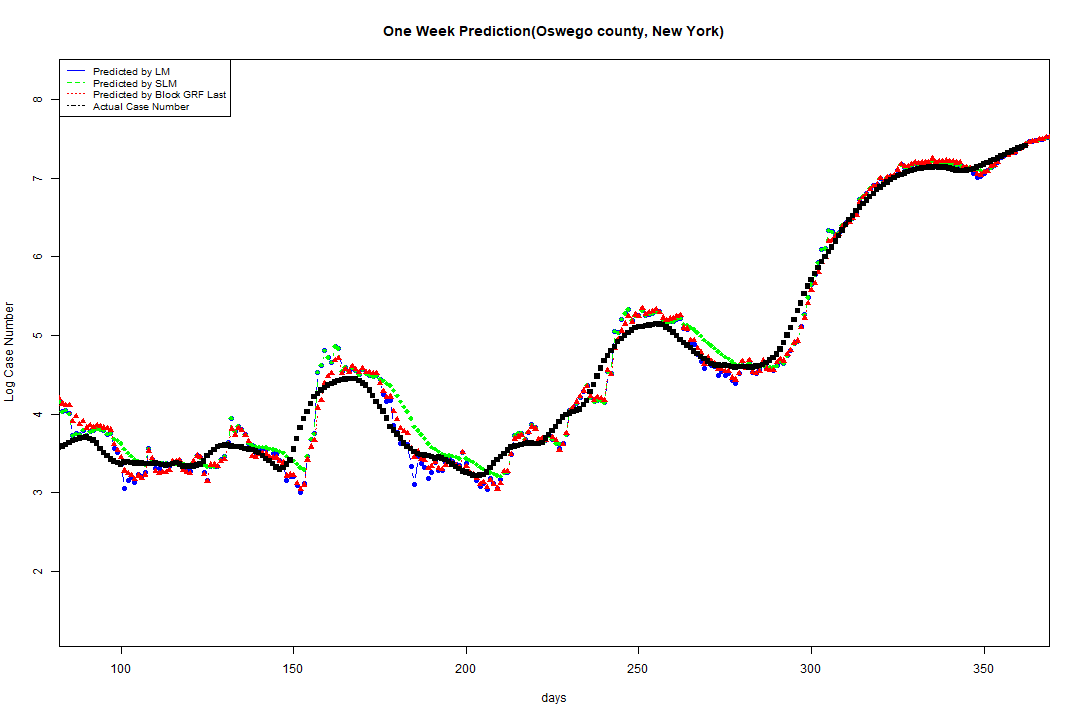 One Week Prediction(Oswego county, New York)
Predicted by LM
Predicted by SLM
Predicted by Block GRF Last
Actual Case Number
8
7
6
5
4
3
2
Log Case Number
100 150 200 250 300 350
days